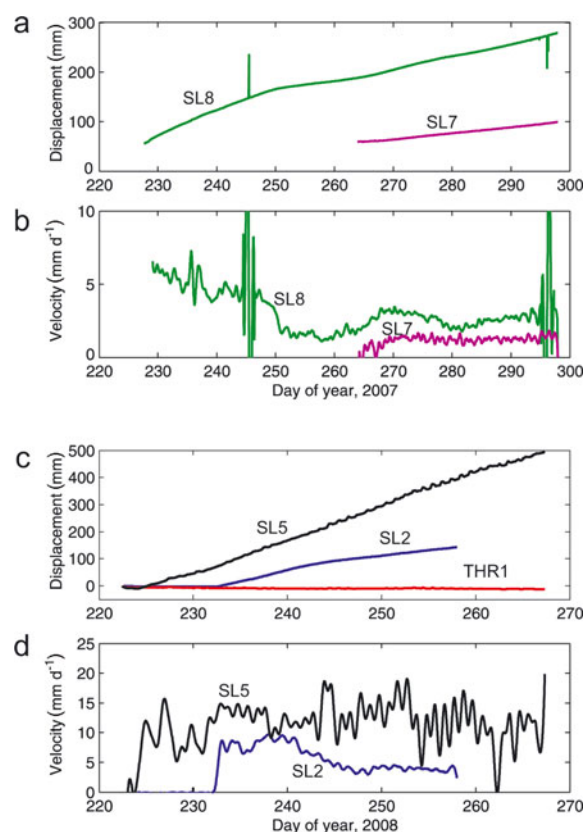 a
Displacement (mm)
300
200
100
0
SL8
SL7
220 230 240 250 260 270 280 290 300
b
Velocity (mm d⁻¹)
10
5
0
SL8
SL7
220 230 240 250 260 270 280 290 300
Day of year, 2007
c
Displacement (mm)
500
400
300
200
100
0
SL5
SL2
THR1
220 230 240 250 260 270
d
Velocity (mm d⁻¹)
25
20
15
10
5
0
SL5
SL2
220 230 240 250 260 270
Day of year, 2008